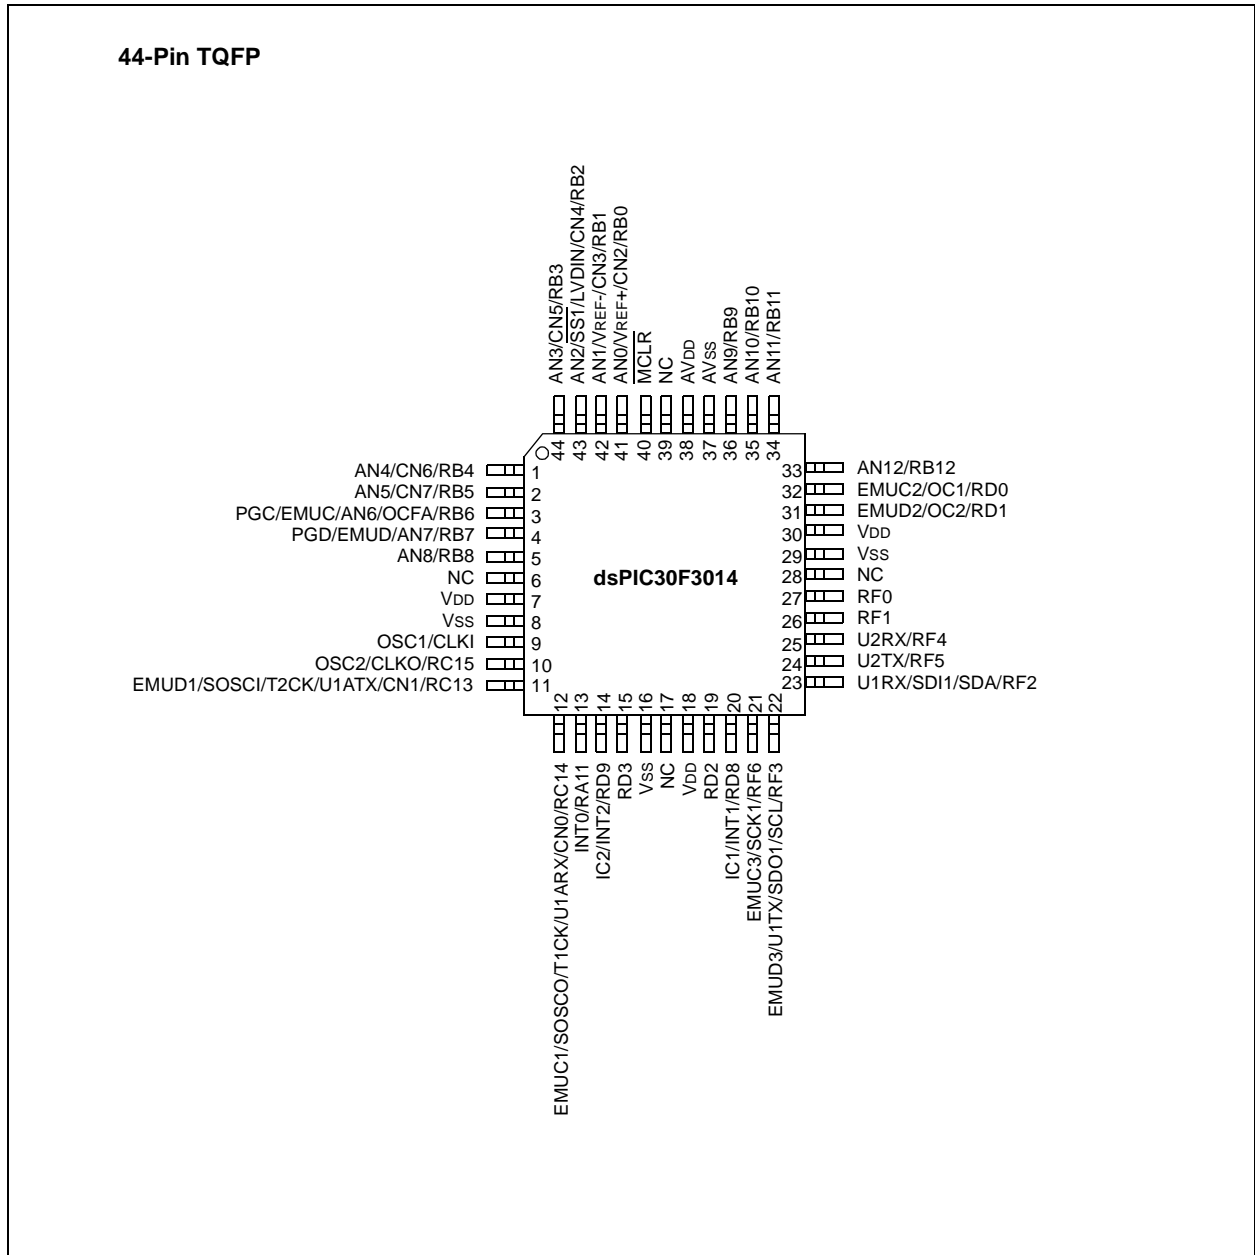 44-Pin TQFP
AN3/CN5/RB3
AN2/SS1/LVDIN/CN4/RB2
AN1/VREF-/CN3/RB1
AN0/VREF+/CN2/RB0
MCLR
NC
AVDD
AVSS
AN9/RB9
AN10/RB10
AN11/RB11
44
43
42
41
40
39
38
37
36
35
34
AN4/CN6/RB4 1
AN5/CN7/RB5 2
PGC/EMUC/AN6/OCFA/RB6 3
PGD/EMUD/AN7/RB7 4
AN8/RB8 5
NC 6
VDD 7
VSS 8
OSC1/CLKI 9
OSC2/CLKO/RC15 10
EMUD1/SOSCI/T2CK/U1ATX/CN1/RC13 11
dsPIC30F3014
33 AN12/RB12
32 EMUC2/OC1/RD0
31 EMUD2/OC2/RD1
30 VDD
29 VSS
28 NC
27 RF0
26 RF1
25 U2RX/RF4
24 U2TX/RF5
23 U1RX/SDI1/SDA/RF2
12
13
14
15
16
17
18
19
20
21
22
EMUC1/SOSCO/T1CK/U1ARX/CN0/RC14
INT0/RA11
IC2/INT2/RD9
RD3
VSS
NC
VDD
RD2
IC1/INT1/RD8
EMUC3/SCK1/RF6
EMUD3/U1TX/SDO1/SCL/RF3